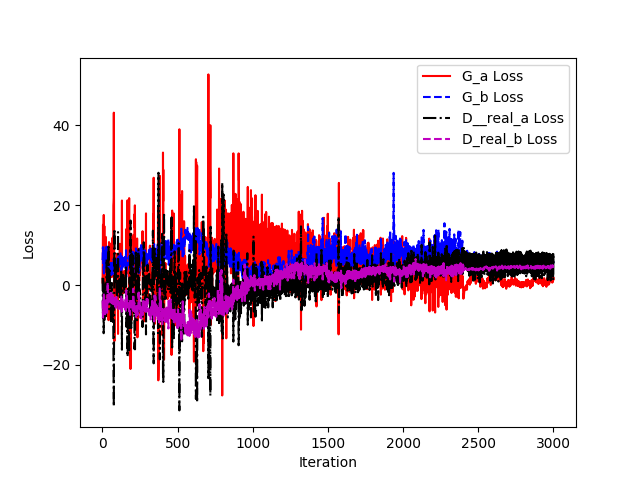 G_a Loss
G_b Loss
D__real_a Loss
D_real_b Loss
40
20
0
−20
Loss
0
500
1000
1500
2000
2500
3000
Iteration